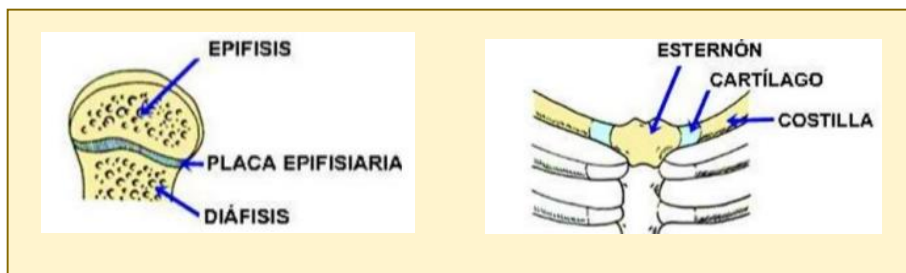 EPIFISIS
PLACA EPIFISIARIA
DIÁFISIS
ESTERNÓN
CARTÍLAGO
COSTILLA